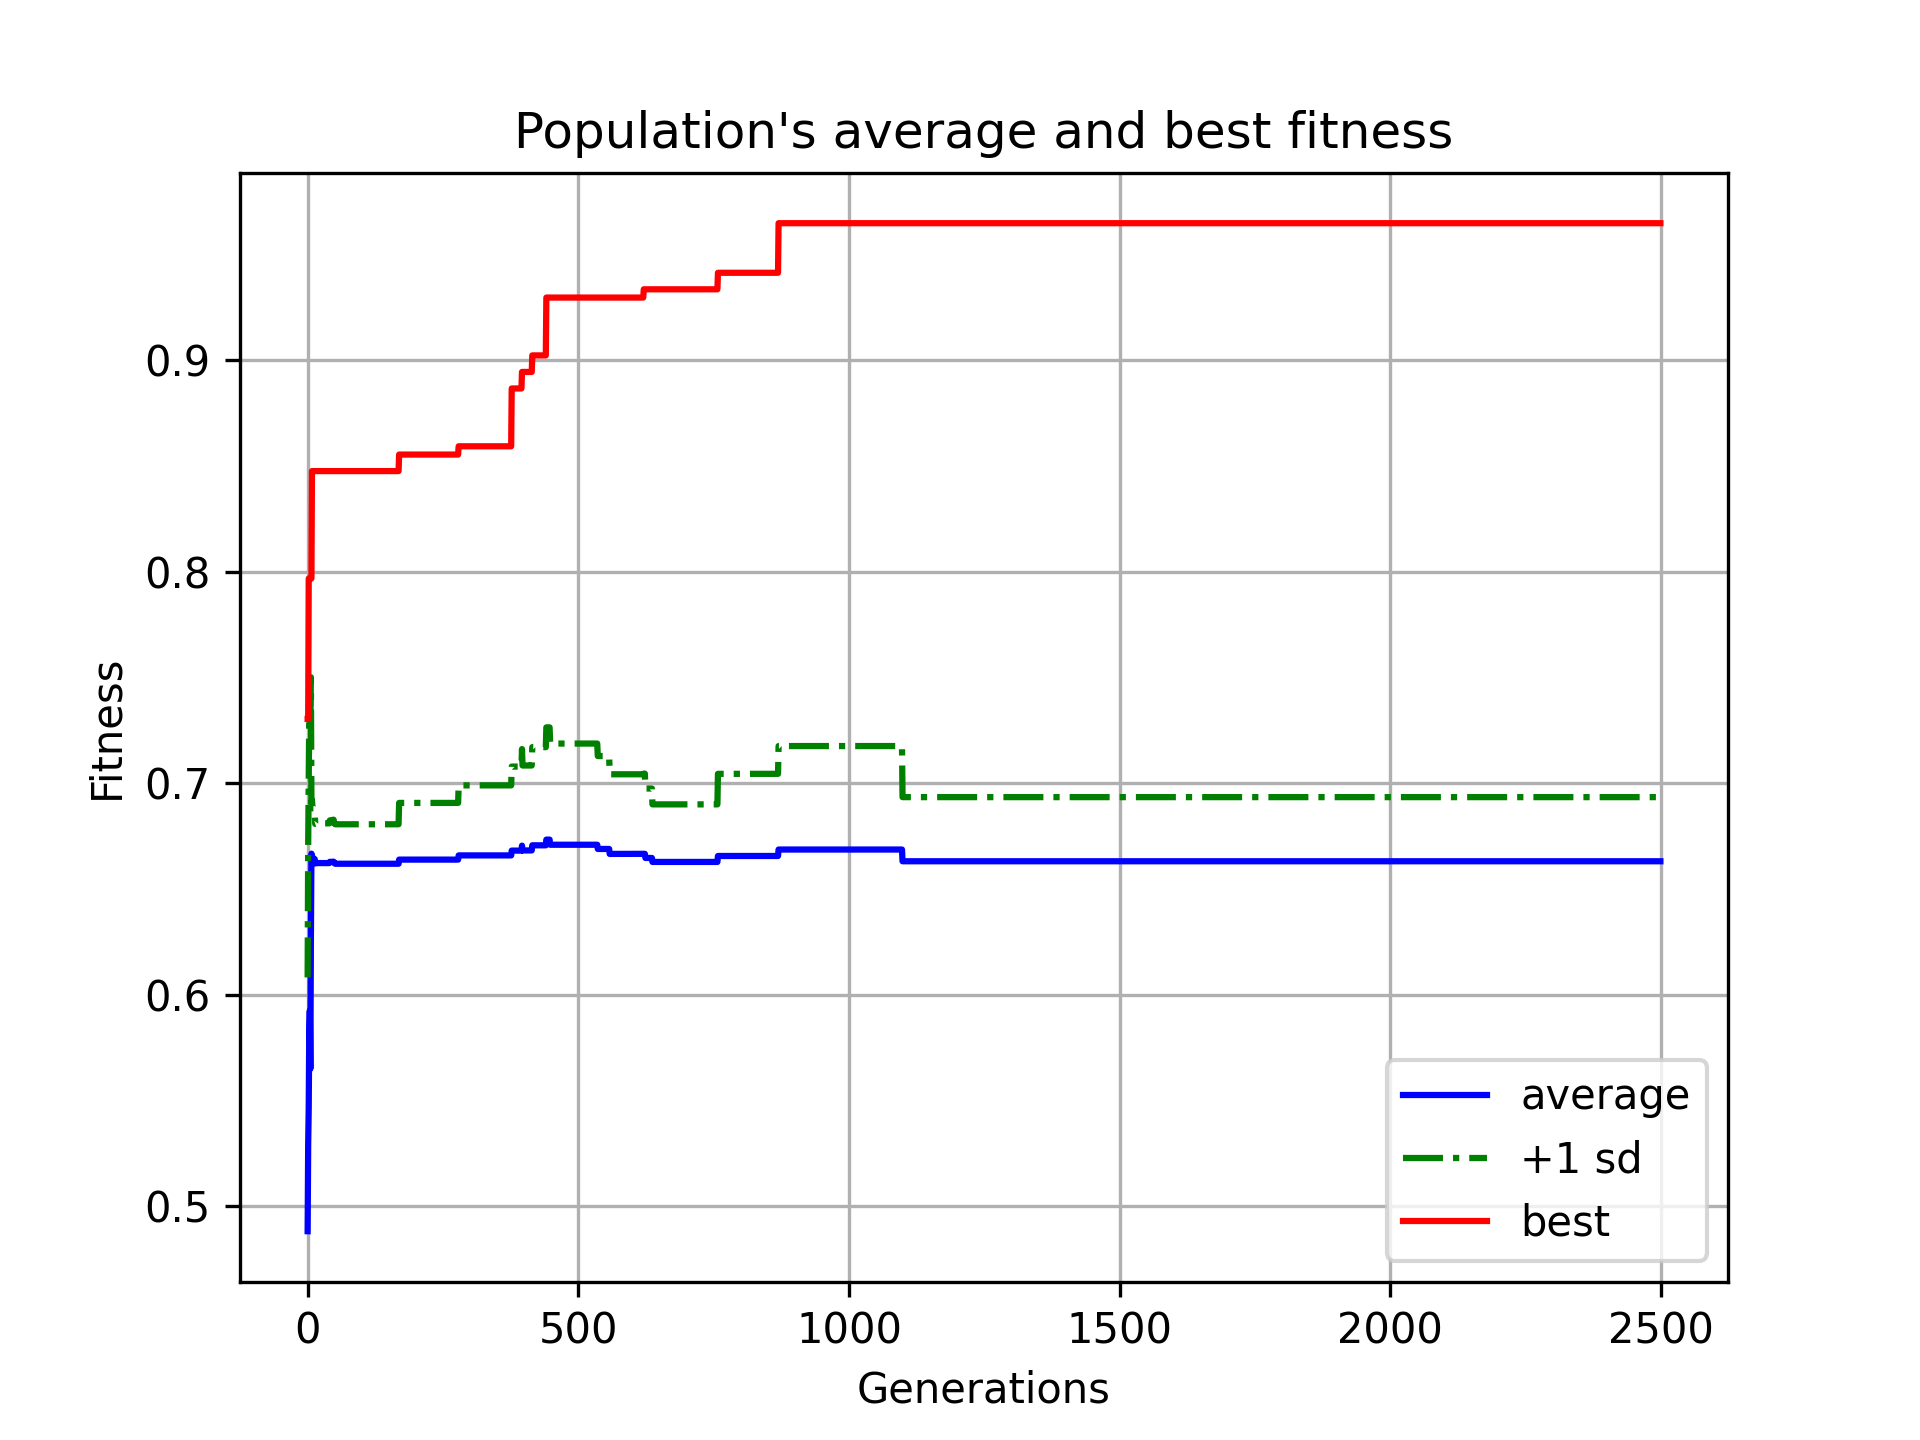 Population's average and best fitness
Fitness
0.9
0.8
0.7
0.6
0.5
0 500 1000 1500 2000 2500
Generations
average
+1 sd
best